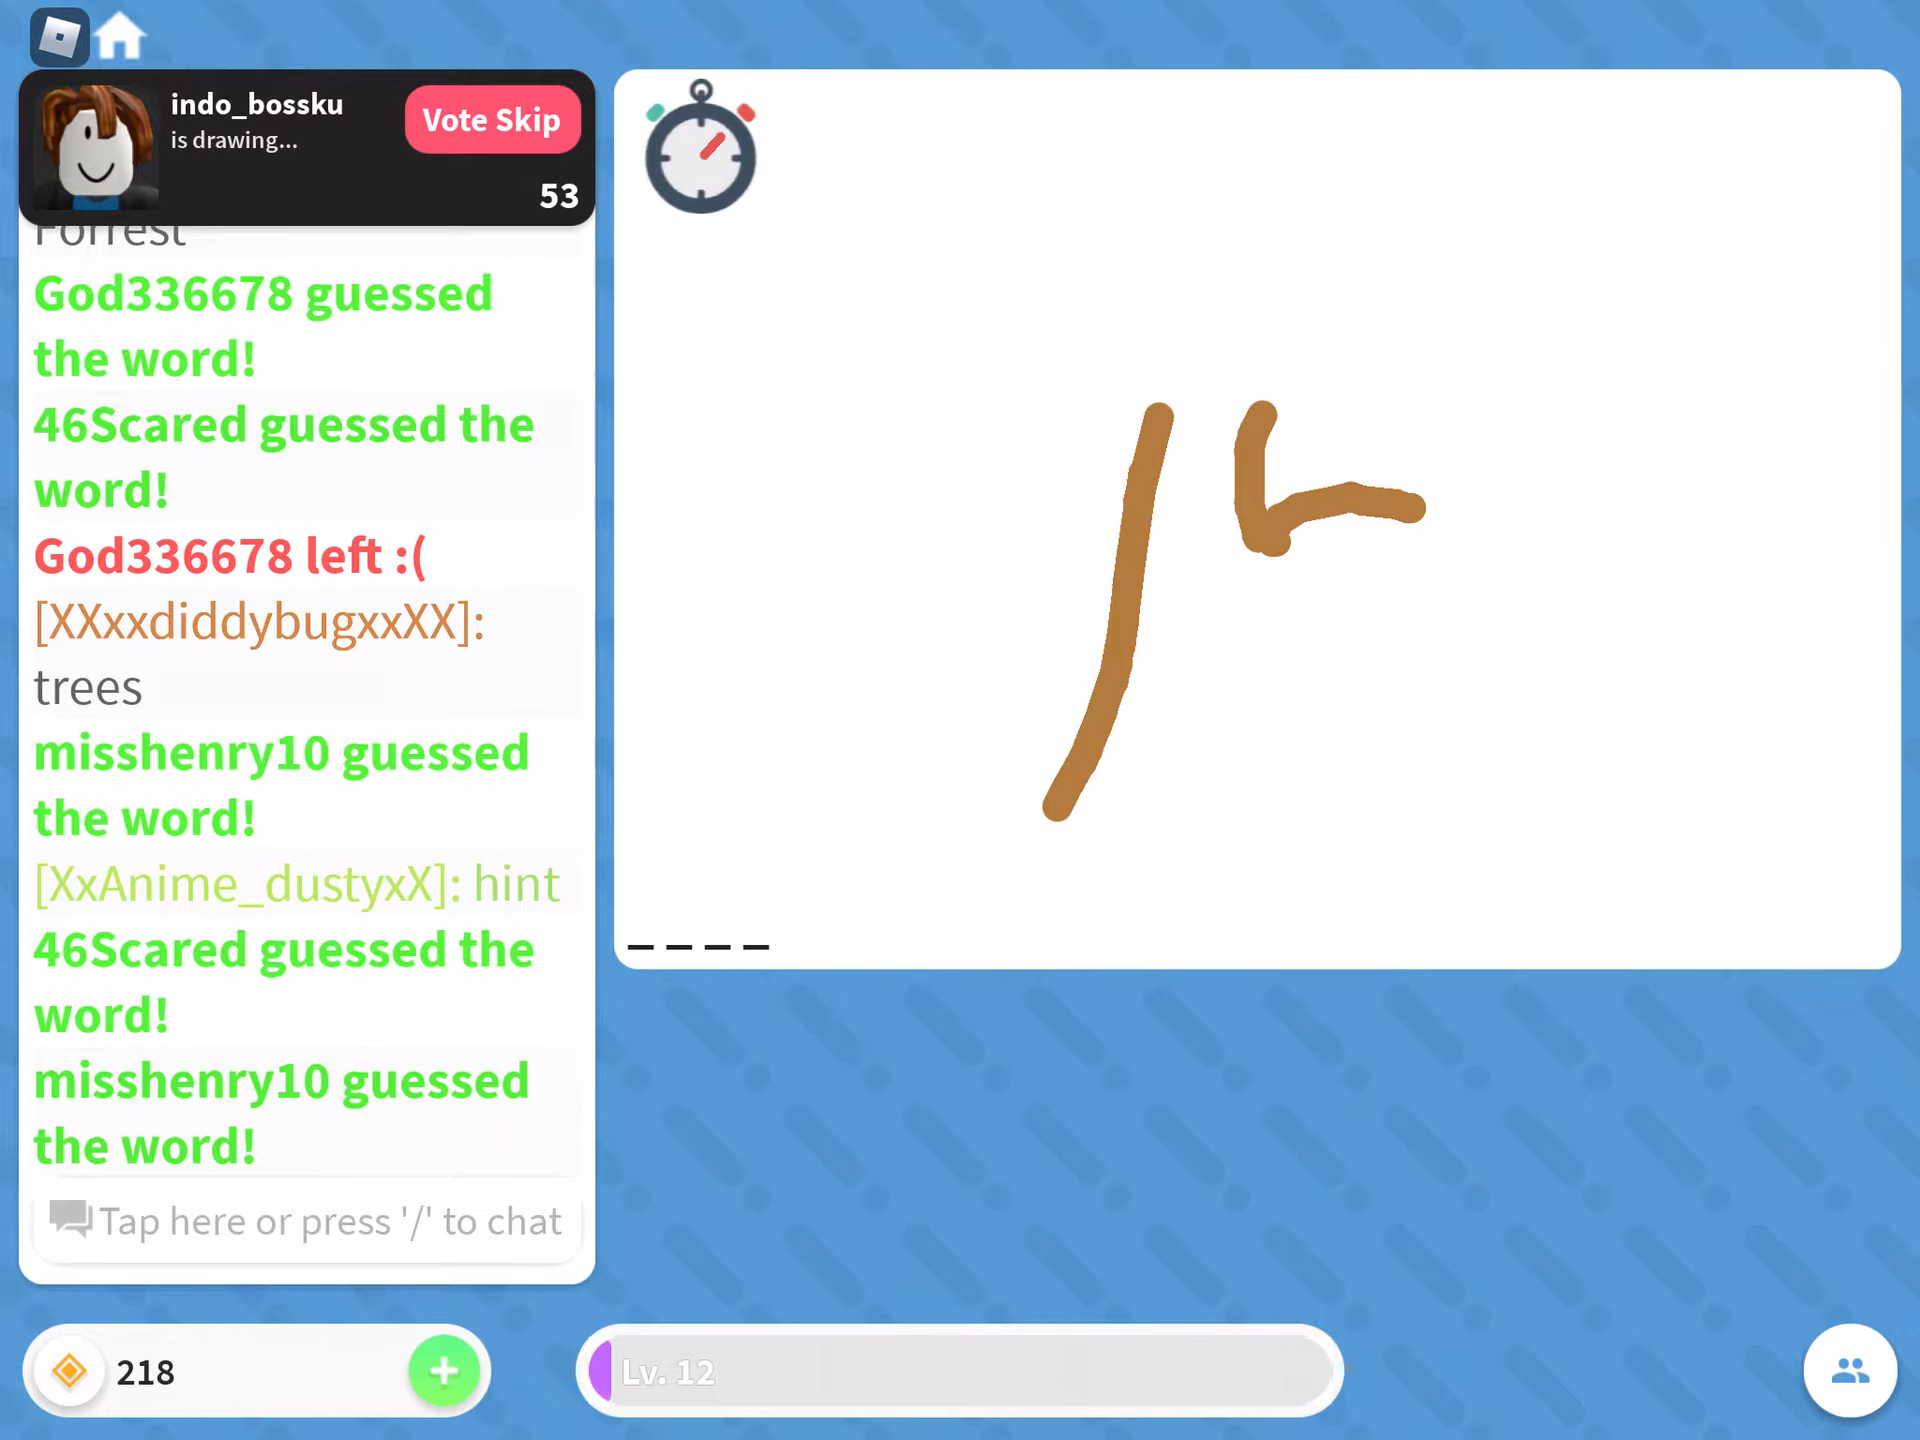 indo_bossku
is drawing...
Vote Skip
53
Forrest
God336678 guessed
the word!
46Scared guessed the
word!
God336678 left :(
[XXxxdiddybugxxXX]:
trees
misshenry10 guessed
the word!
[XxAnime_dustyxX]: hint
46Scared guessed the
word!
misshenry10 guessed
the word!
Tap here or press '/' to chat
_ _ _ _
218
Lv. 12